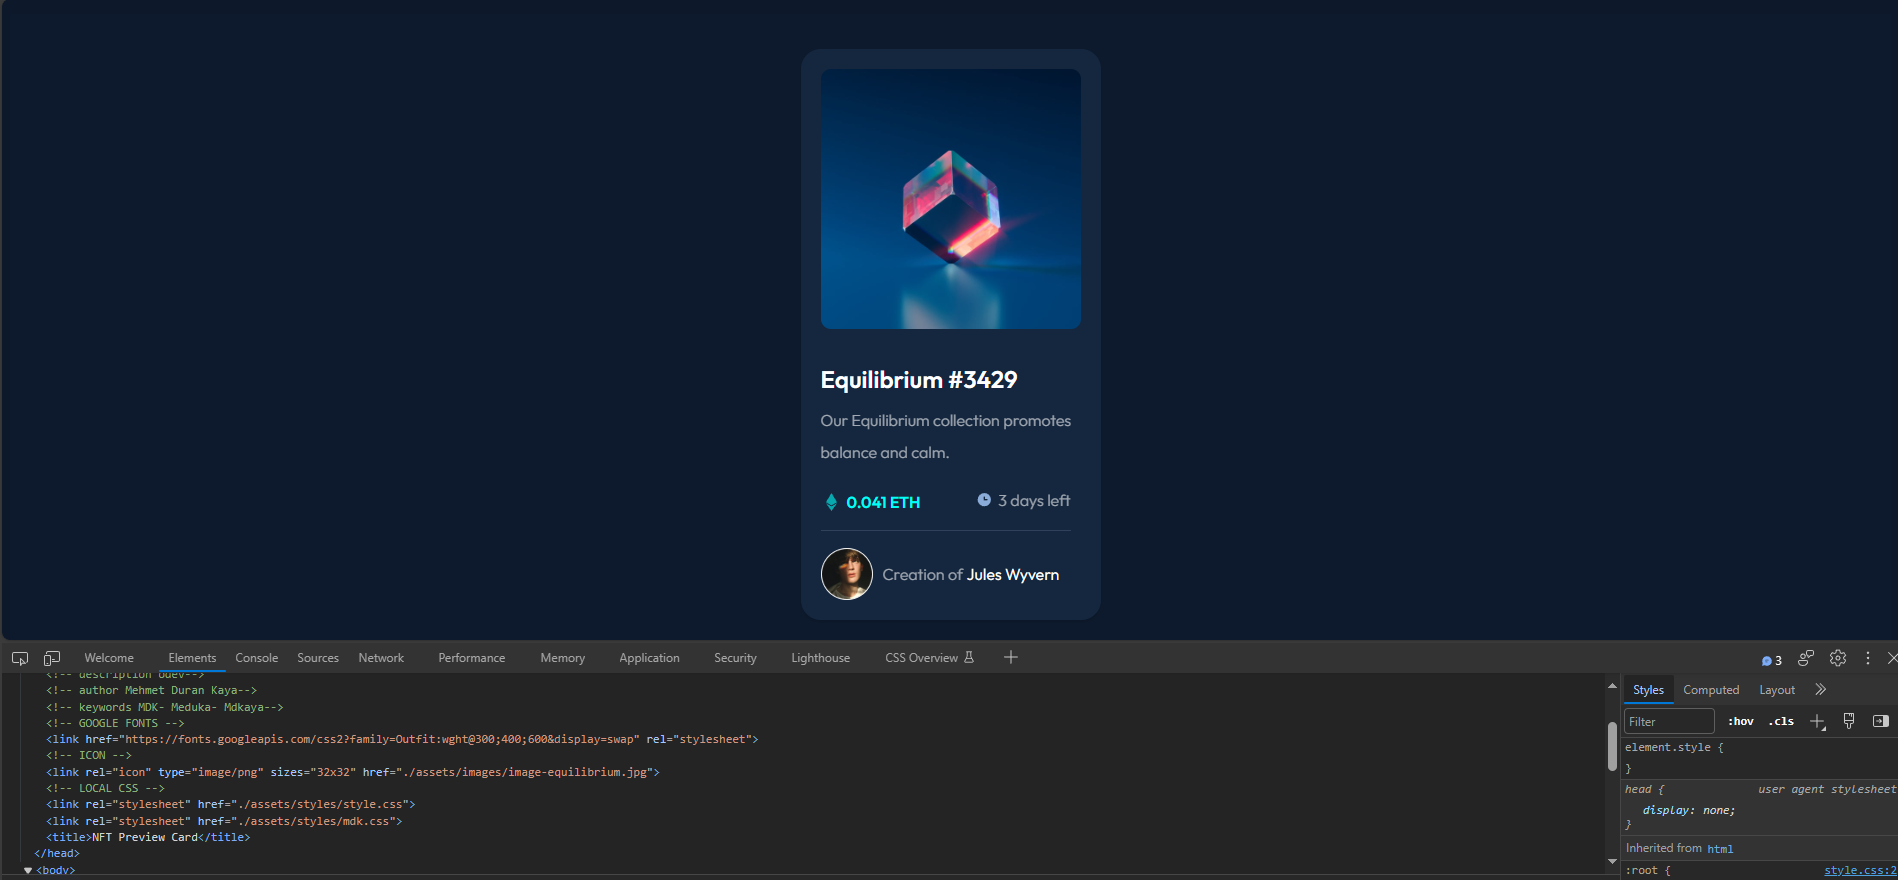 Equilibrium #3429
Our Equilibrium collection promotes
balance and calm.
0.041 ETH
3 days left
Creation of Jules Wyvern
Welcome Elements Console Sources Network Performance Memory Application Security Lighthouse CSS Overview
3
<!-- description Udev-->
<!-- author Mehmet Duran Kaya-->
<!-- keywords MDK- Meduka- Mdkaya-->
<!-- GOOGLE FONTS -->
<link href="https://fonts.googleapis.com/css2?family=Outfit:wght@300;400;600&display=swap" rel="stylesheet">
<!-- ICON -->
<link rel="icon" type="image/png" sizes="32x32" href="./assets/images/image-equilibrium.jpg">
<!-- LOCAL CSS -->
<link rel="stylesheet" href="./assets/styles/style.css">
<link rel="stylesheet" href="./assets/styles/mdk.css">
<title>NFT Preview Card</title>
</head>
<body>
Styles Computed Layout
Filter :hov .cls
element.style {
}
head { user agent stylesheet
display: none;
}
Inherited from html
:root { style.css:2